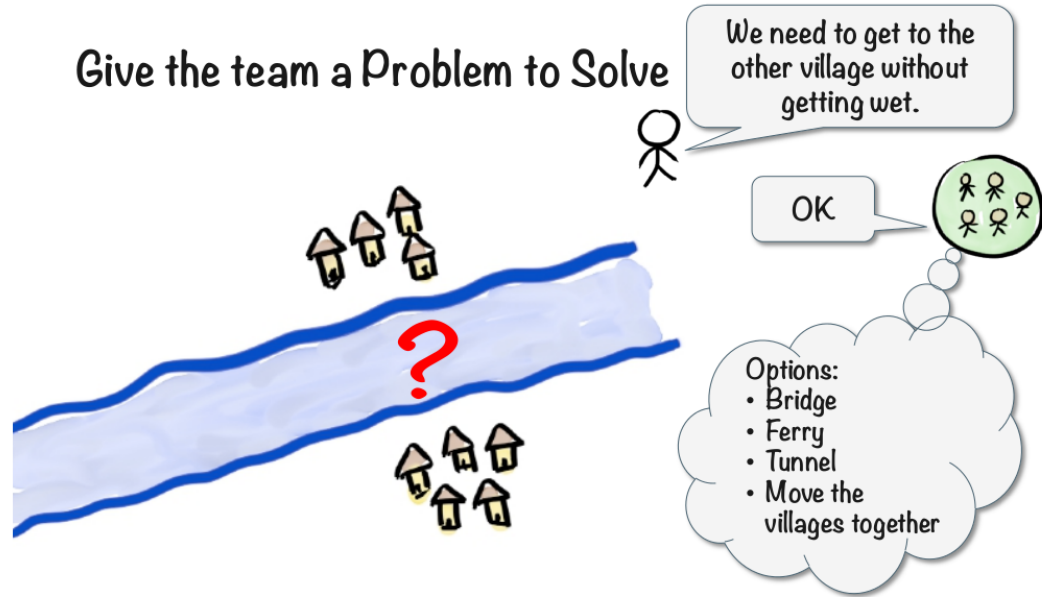 Give the team a Problem to Solve
We need to get to the
other village without
getting wet.
OK
?
Options:
• Bridge
• Ferry
• Tunnel
• Move the
villages together